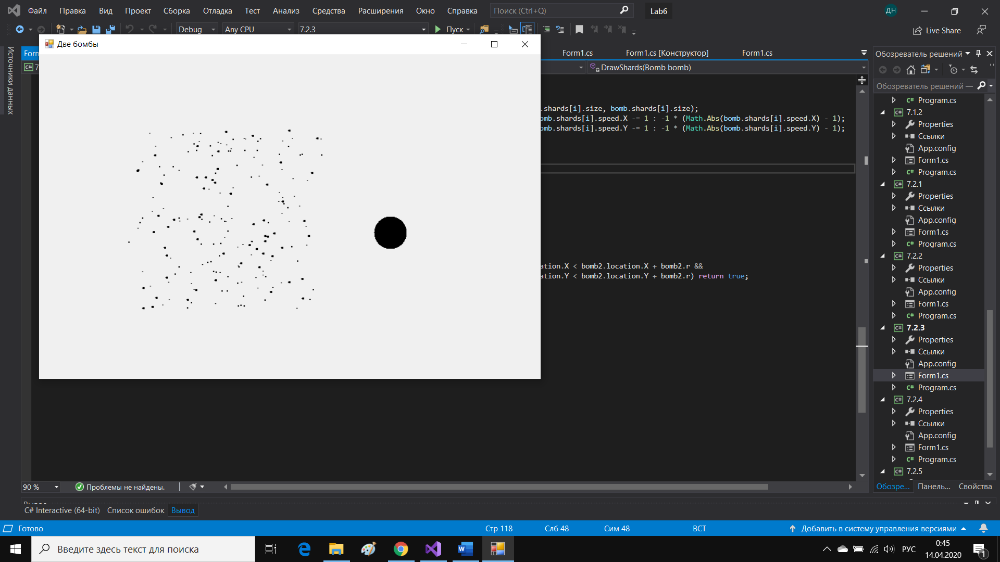 Файл Правка Вид Проект Сборка Отладка Тест Анализ Средства Расширения Окно Справка Поиск (Ctrl+Q) Lab6 ДН
Debug Any CPU 7.2.3 Пуск Live Share
Две бомбы
Источники данных
Form
Form1.cs Form1.cs [Конструктор] Form1.cs
C# 7
DrawShards(Bomb bomb)
.shards[i].size, bomb.shards[i].size);
omb.shards[i].speed.X -= 1 : -1 * (Math.Abs(bomb.shards[i].speed.X) - 1);
omb.shards[i].speed.Y -= 1 : -1 * (Math.Abs(bomb.shards[i].speed.Y) - 1);
ation.X < bomb2.location.X + bomb2.r &&
ation.Y < bomb2.location.Y + bomb2.r) return true;
Обозреватель решений
Обозреватель решений —
C# Program.cs
C# 7.1.2
Properties
Ссылки
App.config
Form1.cs
C# Program.cs
C# 7.2.1
Properties
Ссылки
App.config
Form1.cs
C# Program.cs
C# 7.2.2
Properties
Ссылки
App.config
Form1.cs
C# Program.cs
C# 7.2.3
Properties
Ссылки
App.config
Form1.cs
C# Program.cs
C# 7.2.4
Properties
Ссылки
App.config
Form1.cs
C# Program.cs
C# 7.2.5
Обозре... Панель... Свойства
90 % Проблемы не найдены.
C# Interactive (64-bit) Список ошибок Вывод
Готово Стр 118 Слб 48 Сим 48 ВСТ Добавить в систему управления версиями
Введите здесь текст для поиска
РУС 0:45
14.04.2020
1